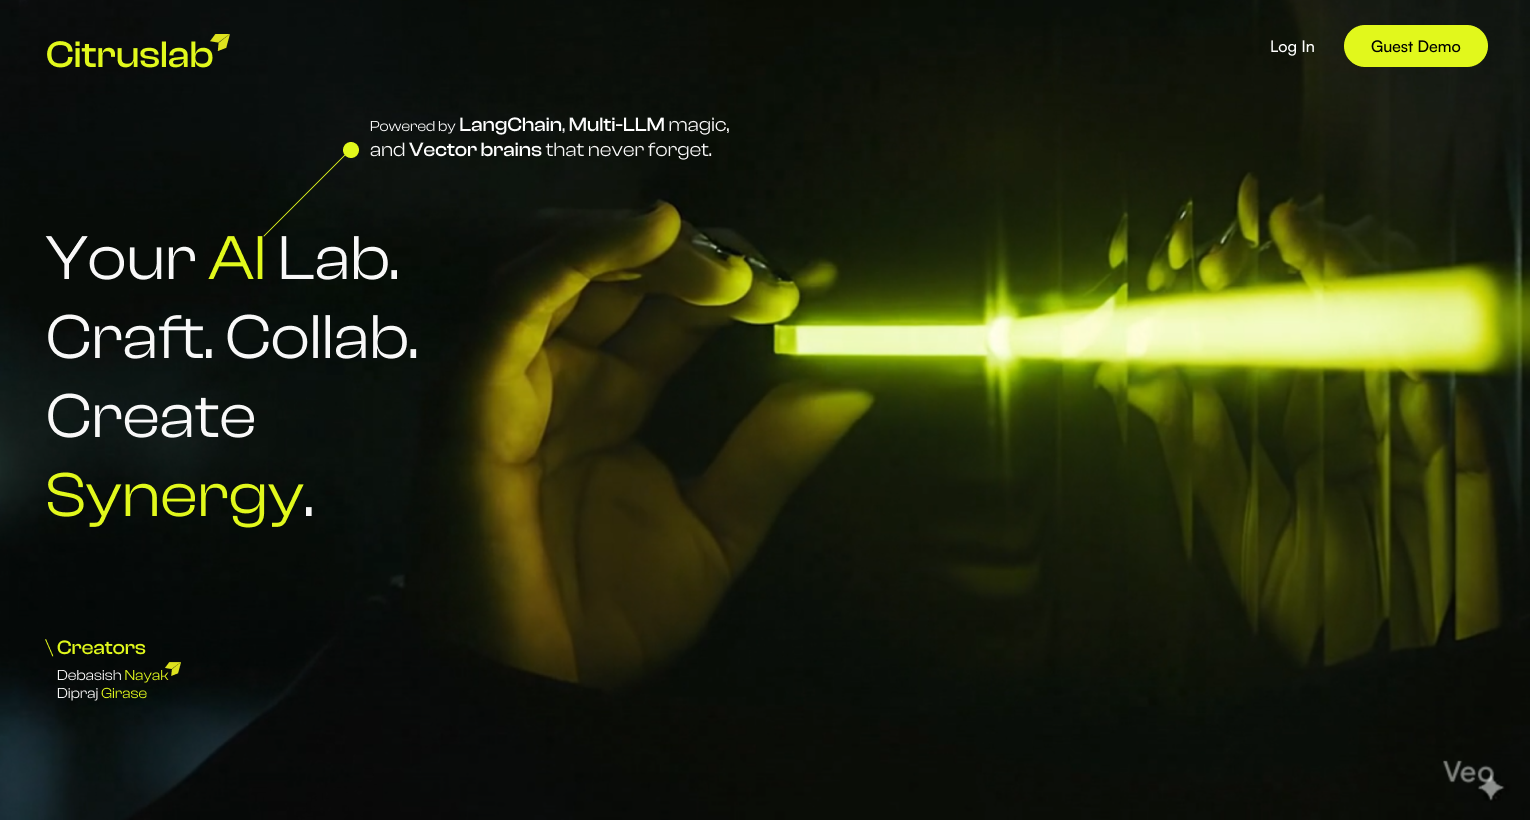 Citruslab
Log In
Guest Demo
Powered by LangChain, Multi-LLM magic,
and Vector brains that never forget.
Your AI Lab.
Craft. Collab.
Create
Synergy.
\ Creators
Debasish Nayak
Dipraj Girase
Veo